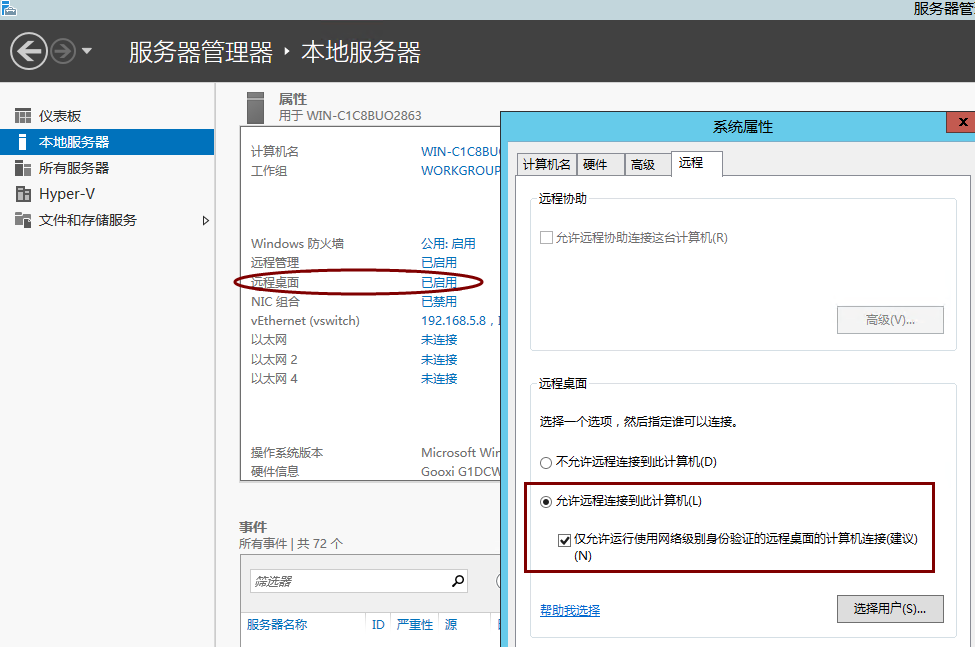 服务器管
服务器管理器 · 本地服务器
仪表板
本地服务器
所有服务器
Hyper-V
文件和存储服务
属性
用于 WIN-C1C8BUO2863
计算机名 WIN-C1C8BU
工作组 WORKGROUP
Windows 防火墙 公用: 启用
远程管理 已启用
远程桌面 已启用
NIC 组合 已禁用
vEthernet (vswitch) 192.168.5.8 , I
以太网 未连接
以太网 2 未连接
以太网 4 未连接
操作系统版本 Microsoft Win
硬件信息 Gooxi G1DCW
事件
所有事件 | 共 72 个
筛选器
服务器名称 ID 严重性 源
系统属性
x
计算机名 硬件 高级 远程
远程协助
允许远程协助连接这台计算机(R)
高级(V)...
远程桌面
选择一个选项，然后指定谁可以连接。
不允许远程连接到此计算机(D)
允许远程连接到此计算机(L)
仅允许运行使用网络级别身份验证的远程桌面的计算机连接(建议)
(N)
帮助我选择
选择用户(S)...